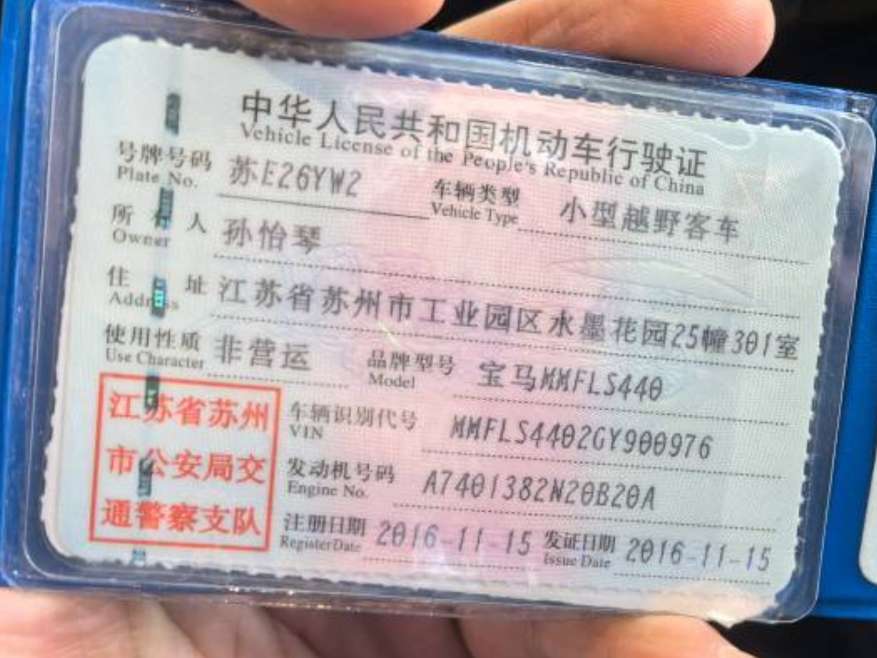 中华人民共和国机动车行驶证
Vehicle License of the People's Republic of China
号牌号码 苏E26YW2 车辆类型 小型越野客车
Plate No. Vehicle Type
所有人 孙怡琴
Owner
住址 江苏省苏州市工业园区水墨花园25幢301室
Address
使用性质 非营运 品牌型号 宝马MMFLS440
Use Character Model
江苏省苏州 车辆识别代号 MMFLS4402GY900976
VIN
市公安局交 发动机号码 A7401382N20B20A
Engine No.
通警察支队 注册日期 2016-11-15 发证日期 2016-11-15
Register Date Issue Date